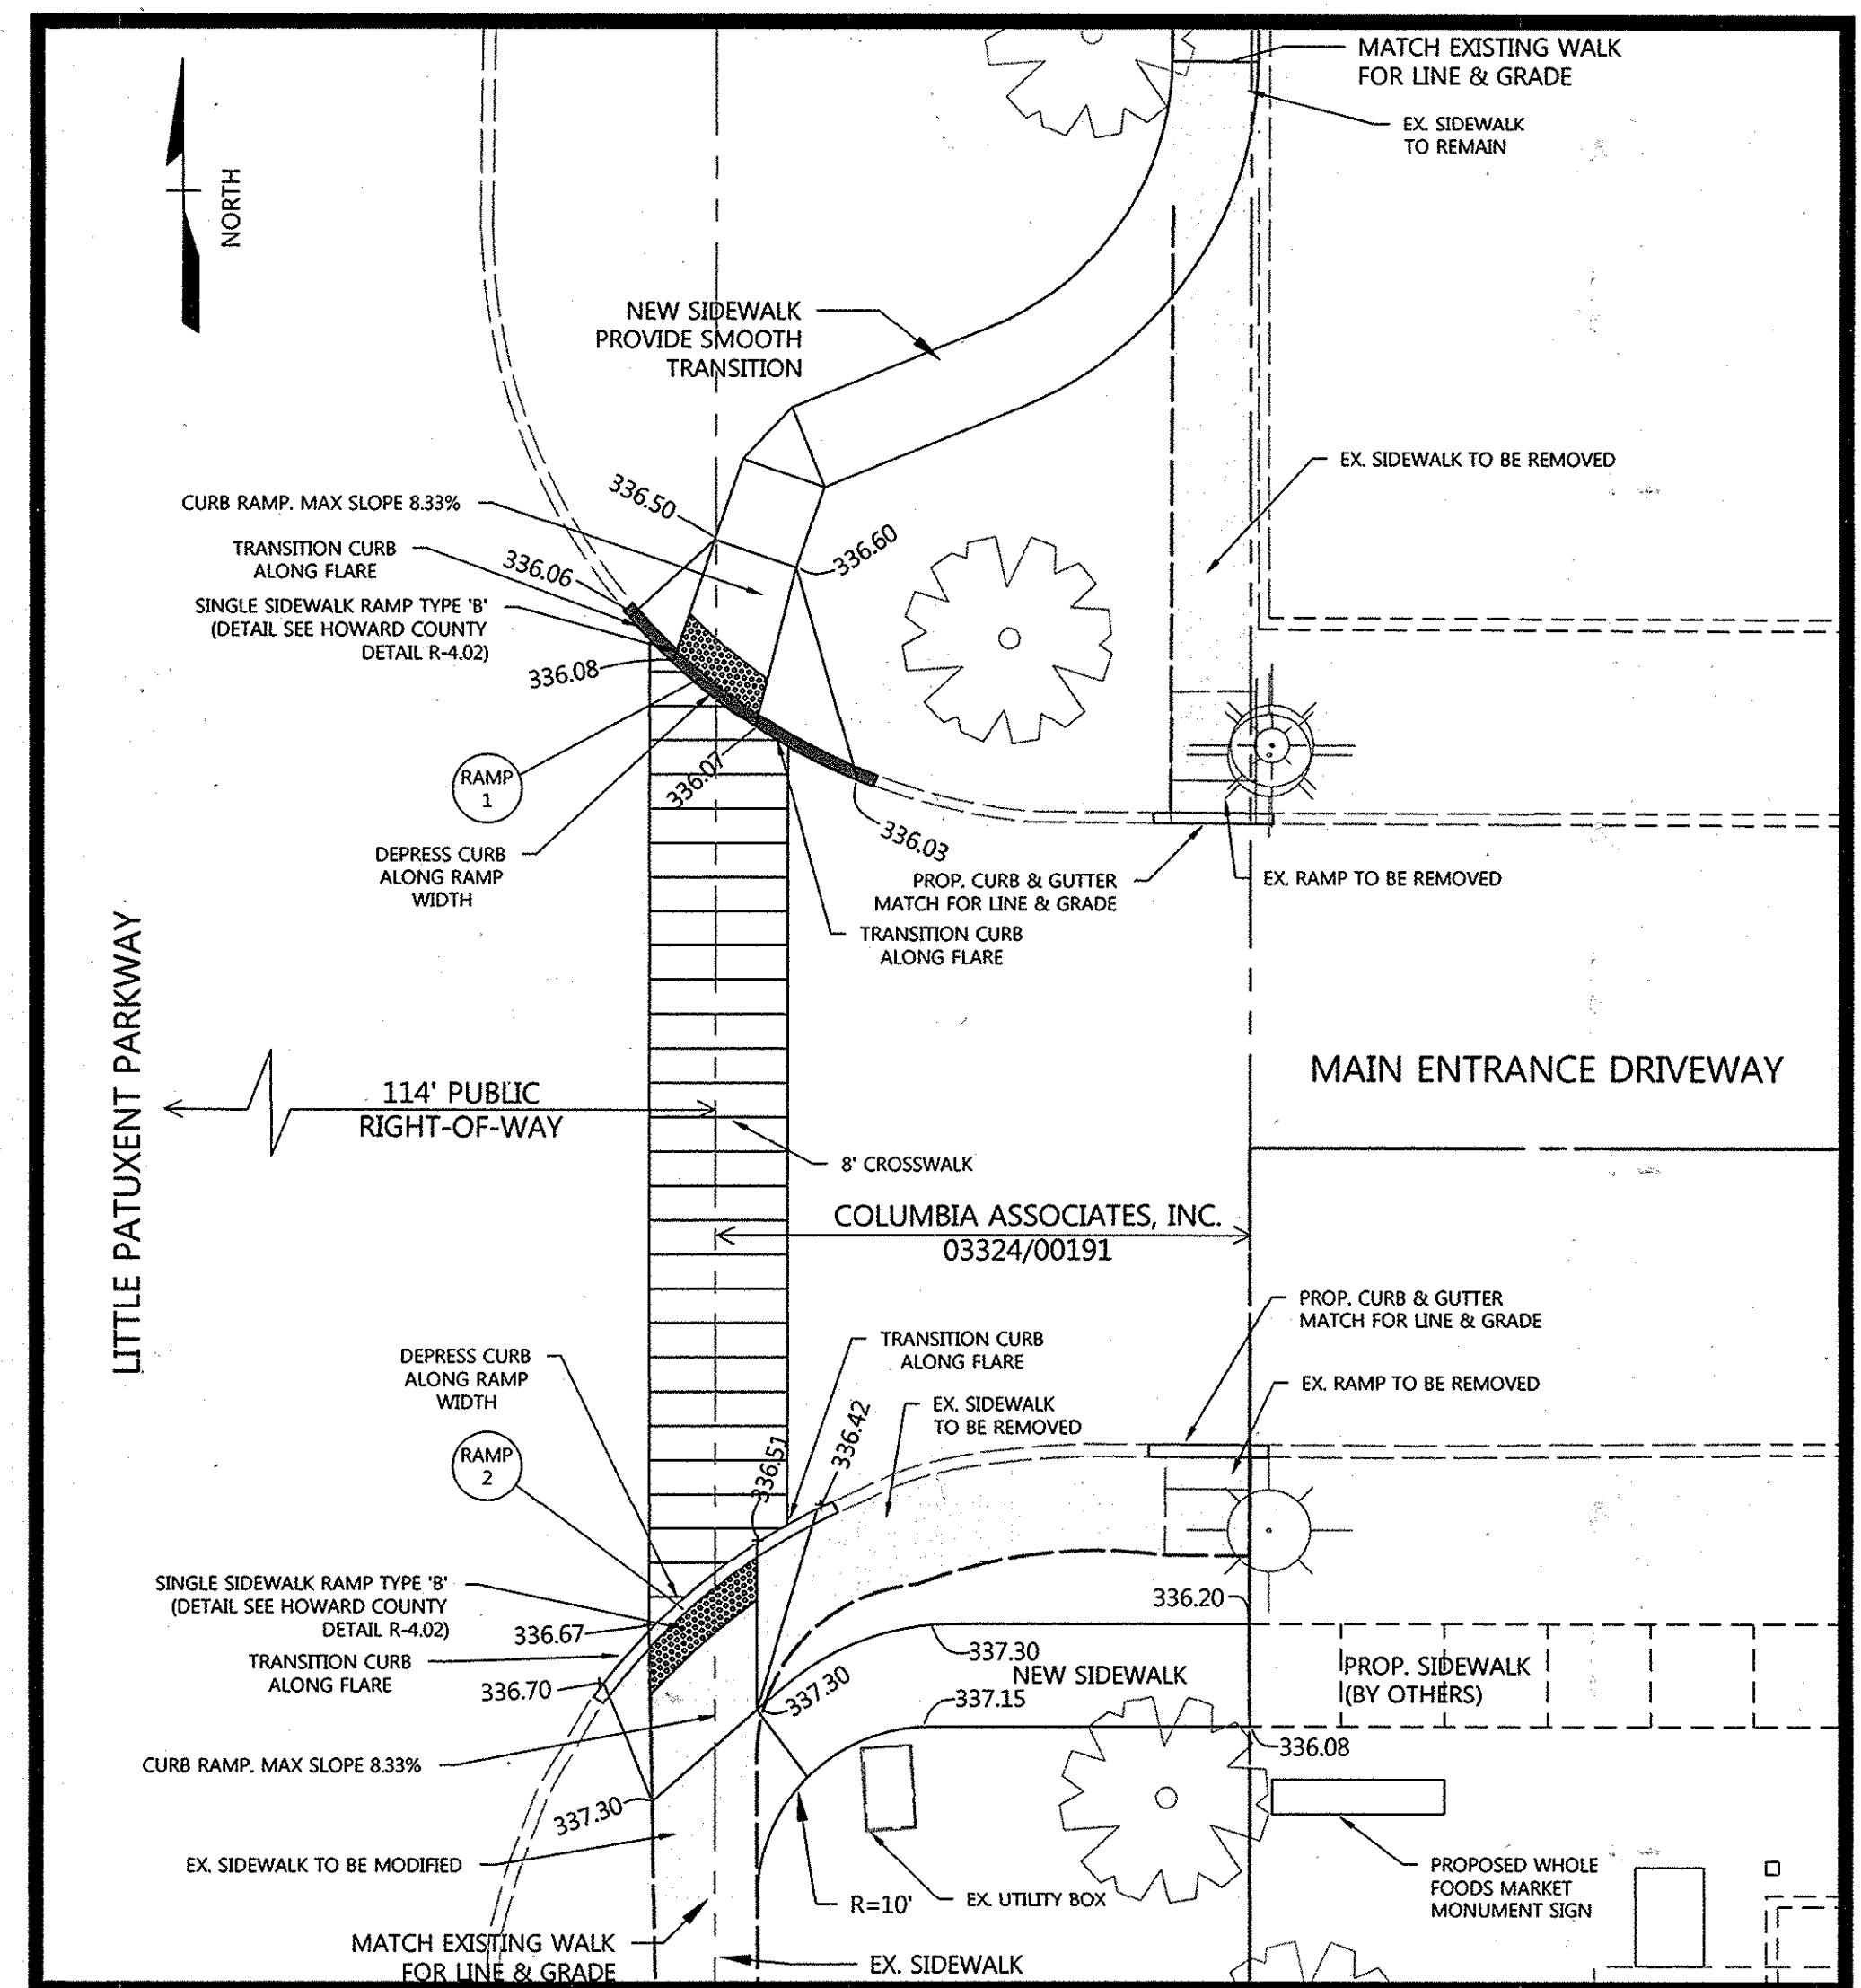 MATCH EXISTING WALK
FOR LINE & GRADE
EX. SIDEWALK
TO REMAIN
NORTH
NEW SIDEWALK
PROVIDE SMOOTH
TRANSITION
EX. SIDEWALK TO BE REMOVED
CURB RAMP. MAX SLOPE 8.33%
336.50
336.60
TRANSITION CURB
ALONG FLARE
336.06
SINGLE SIDEWALK RAMP TYPE 'B'
(DETAIL SEE HOWARD COUNTY
DETAIL R-4.02)
336.08
RAMP
1
336.07
336.03
DEPRESS CURB
ALONG RAMP
WIDTH
PROP. CURB & GUTTER
MATCH FOR LINE & GRADE
EX. RAMP TO BE REMOVED
TRANSITION CURB
ALONG FLARE
LITTLE PATUXENT PARKWAY
114' PUBLIC
RIGHT-OF-WAY
MAIN ENTRANCE DRIVEWAY
8' CROSSWALK
COLUMBIA ASSOCIATES, INC.
03324/00191
PROP. CURB & GUTTER
MATCH FOR LINE & GRADE
TRANSITION CURB
ALONG FLARE
DEPRESS CURB
ALONG RAMP
WIDTH
EX. RAMP TO BE REMOVED
EX. SIDEWALK
TO BE REMOVED
336.51
336.42
RAMP
2
SINGLE SIDEWALK RAMP TYPE 'B'
(DETAIL SEE HOWARD COUNTY
DETAIL R-4.02)
336.67
336.20
TRANSITION CURB
ALONG FLARE
336.70
337.30
337.30
NEW SIDEWALK
337.15
PROP. SIDEWALK
(BY OTHERS)
336.08
CURB RAMP. MAX SLOPE 8.33%
337.30
EX. SIDEWALK TO BE MODIFIED
R=10'
EX. UTILITY BOX
PROPOSED WHOLE
FOODS MARKET
MONUMENT SIGN
MATCH EXISTING WALK
FOR LINE & GRADE
EX. SIDEWALK